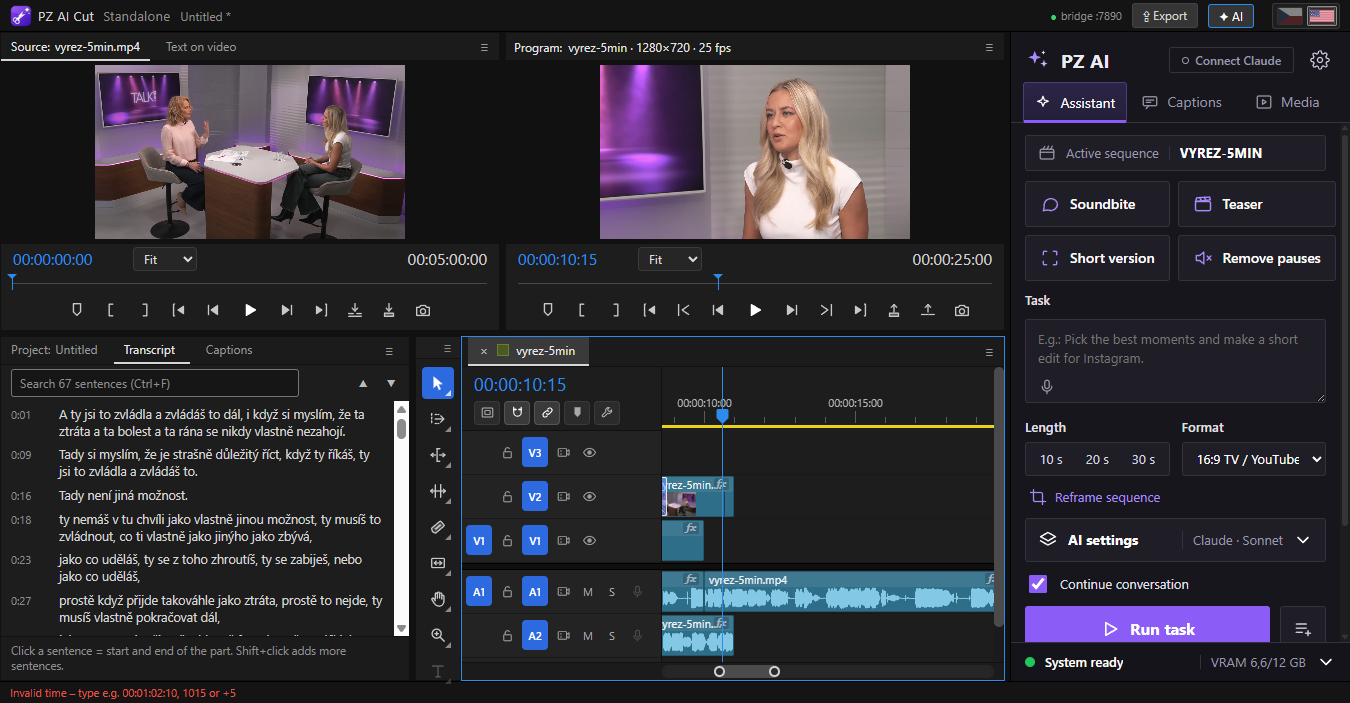 PZ AI Cut Standalone Untitled *
bridge :7890 Export AI
Source: vyrez-5min.mp4 Text on video
TALK!
00:00:00:00 Fit 00:05:00:00
Program: vyrez-5min · 1280×720 · 25 fps
00:00:10:15 Fit 00:00:25:00
Project: Untitled Transcript Captions
Search 67 sentences (Ctrl+F)
0:01 A ty jsi to zvládla a zvládáš to dál, i když si myslím, že ta
ztráta a ta bolest a ta rána se nikdy vlastně nezahojí.
0:09 Tady si myslím, že je strašně důležitý říct, když ty říkáš, ty
jsi to zvládla a zvládáš to.
0:16 Tady není jiná možnost.
0:18 ty nemáš v tu chvíli jako vlastně jinou možnost, ty musíš to
zvládnout, co ti vlastně jako jinýho jako zbývá,
0:23 jako co uděláš, ty se z toho zhroutíš, ty se zabiješ, nebo
jako co uděláš,
0:27 prostě když přijde takováhle jako ztráta, prostě to nejde, ty
musíš vlastně pokračovat dál,
Click a sentence = start and end of the part. Shift+click adds more
sentences.
× vyrez-5min
00:00:10:15
00:00:10:00 00:00:15:00
V3
V2
yrez-5min.. fx
V1 V1
fx
A1 A1 M S
fx vyrez-5min.mp4 fx
A2 M S
yrez-5min.. fx
T
PZ AI Connect Claude
Assistant Captions Media
Active sequence VYREZ-5MIN
Soundbite Teaser
Short version Remove pauses
Task
E.g.: Pick the best moments and make a short
edit for Instagram.
Length Format
10 s 20 s 30 s 16:9 TV / YouTube
Reframe sequence
AI settings Claude · Sonnet
Continue conversation
Run task
System ready VRAM 6,6/12 GB
Invalid time – type e.g. 00:01:02:10, 1015 or +5